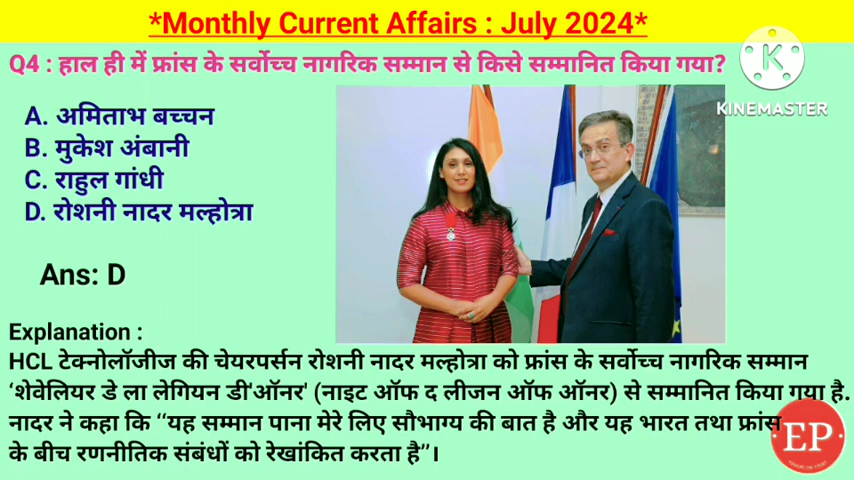 *Monthly Current Affairs : July 2024*
Q4 : हाल ही में फ्रांस के सर्वोच्च नागरिक सम्मान से किसे सम्मानित किया गया?
KINEMASTER
A. अमिताभ बच्चन
B. मुकेश अंबानी
C. राहुल गांधी
D. रोशनी नादर मल्होत्रा
Ans: D
Explanation :
HCL टेक्नोलॉजीज की चेयरपर्सन रोशनी नादर मल्होत्रा को फ्रांस के सर्वोच्च नागरिक सम्मान
‘शेवेलियर डे ला लेगियन डी'ऑनर' (नाइट ऑफ द लीजन ऑफ ऑनर) से सम्मानित किया गया है.
नादर ने कहा कि ‘‘यह सम्मान पाना मेरे लिए सौभाग्य की बात है और यह भारत तथा फ्रांस
के बीच रणनीतिक संबंधों को रेखांकित करता है”।
EP